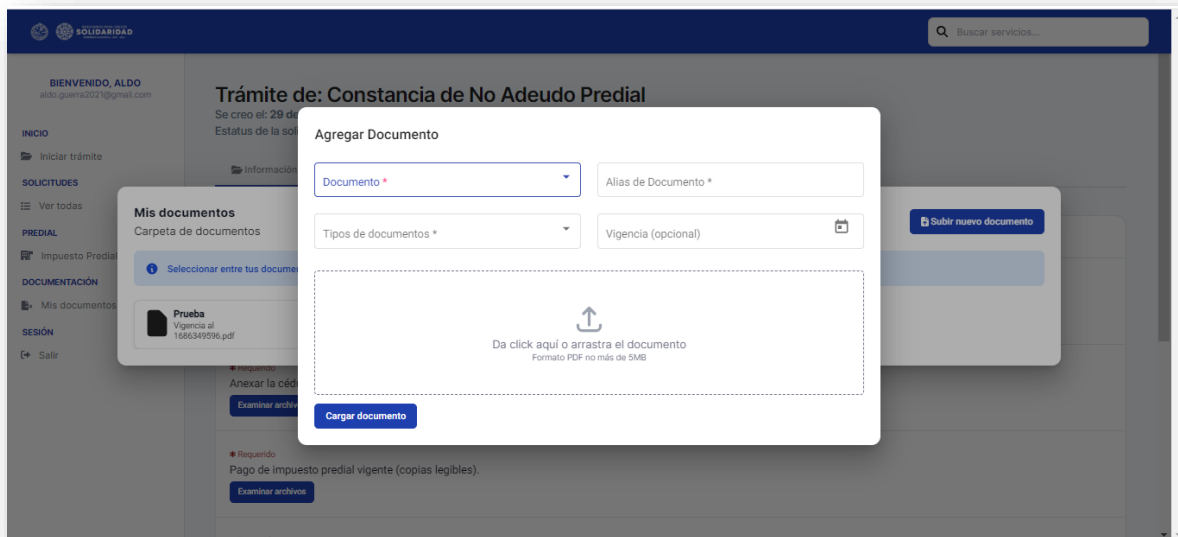 SOLIDARIDAD
Buscar servicios...
BIENVENIDO, ALDO
aldo.guerra2021@gmail.com
INICIO
Iniciar trámite
SOLICITUDES
Ver todas
PREDIAL
Impuesto Predial
DOCUMENTACIÓN
Mis documentos
SESIÓN
Salir
Trámite de: Constancia de No Adeudo Predial
Se creo el: 29 de
Estatus de la soli
Información
Mis documentos
Carpeta de documentos
Subir nuevo documento
Seleccionar entre tus docume
Prueba
Vigencia al
1686349596.pdf
Agregar Documento
Documento *
Alias de Documento *
Tipos de documentos *
Vigencia (opcional)
Da click aquí o arrastra el documento
Formato PDF no más de 5MB
Cargar documento
✱ Requerido
Anexar la céd
Examinar archiv
✱ Requerido
Pago de impuesto predial vigente (copias legibles).
Examinar archivos